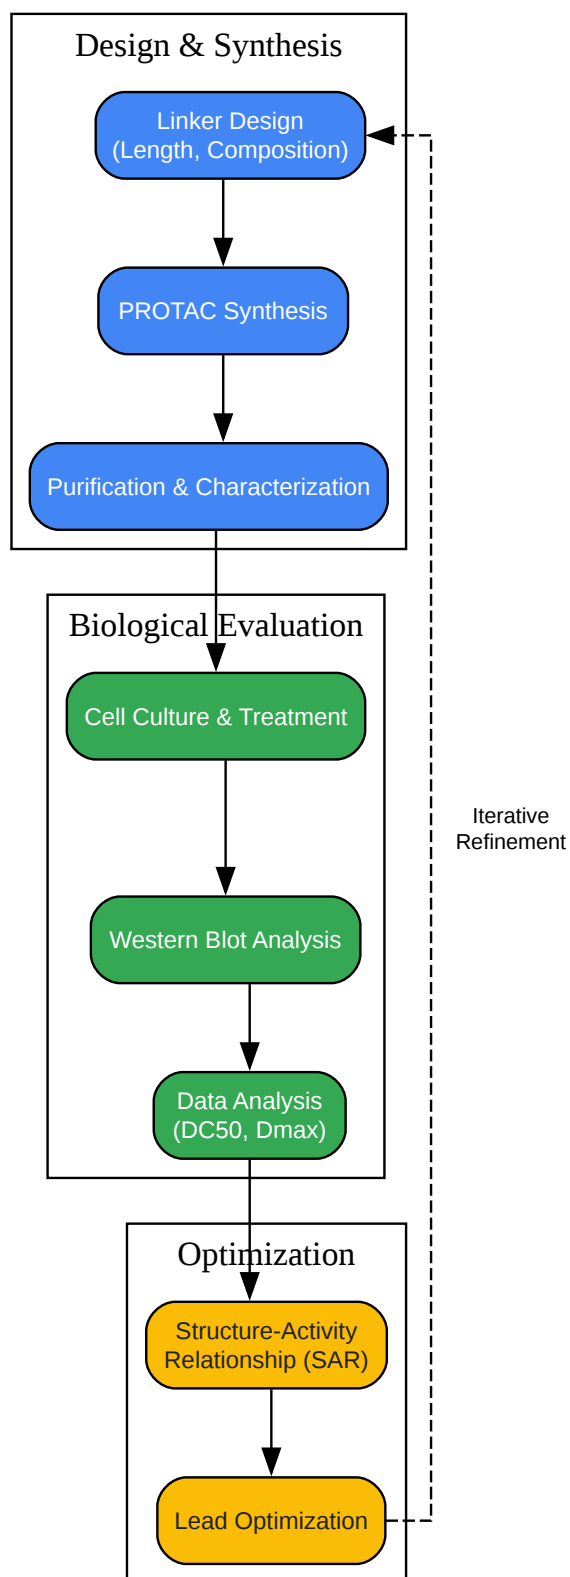 Design & Synthesis
Linker Design
(Length, Composition)
PROTAC Synthesis
Purification & Characterization
Biological Evaluation
Cell Culture & Treatment
Iterative
Refinement
Western Blot Analysis
Data Analysis
(DC50, Dmax)
Optimization
Structure-Activity
Relationship (SAR)
Lead Optimization